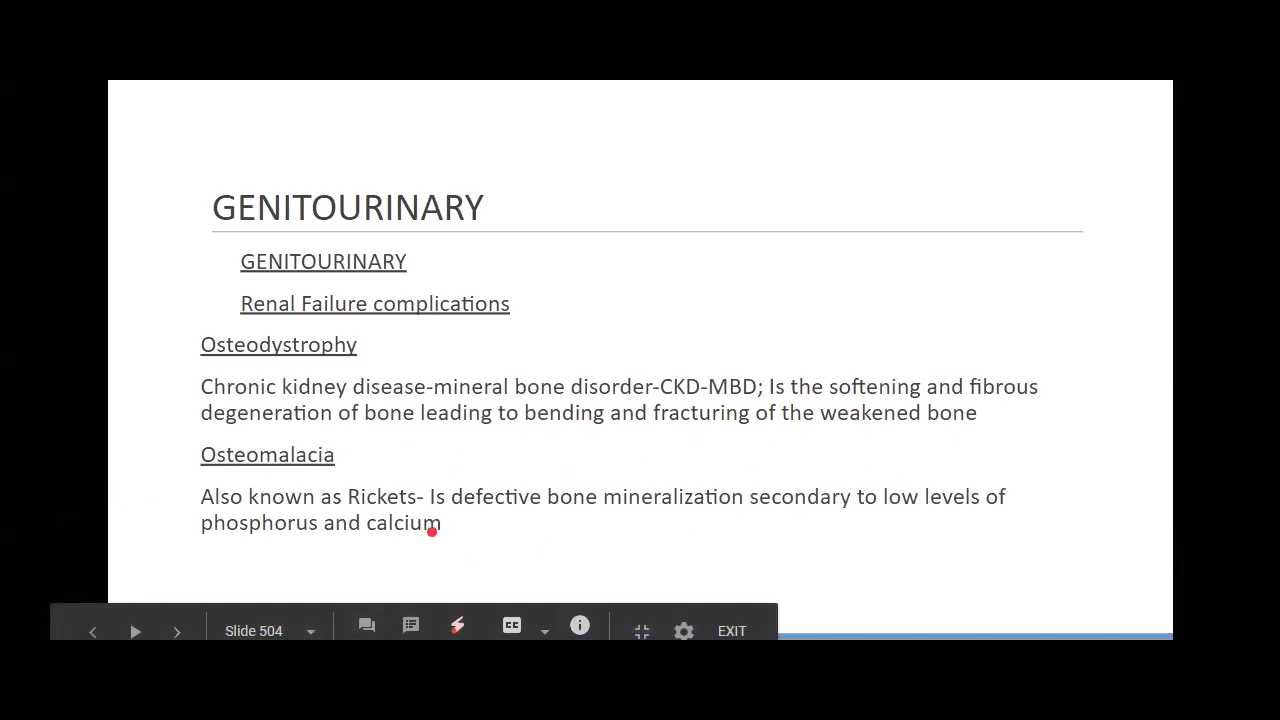 GENITOURINARY
GENITOURINARY
Renal Failure complications
Osteodystrophy
Chronic kidney disease-mineral bone disorder-CKD-MBD; Is the softening and fibrous
degeneration of bone leading to bending and fracturing of the weakened bone
Osteomalacia
Also known as Rickets- Is defective bone mineralization secondary to low levels of
phosphorus and calcium
Slide 504
CC
EXIT